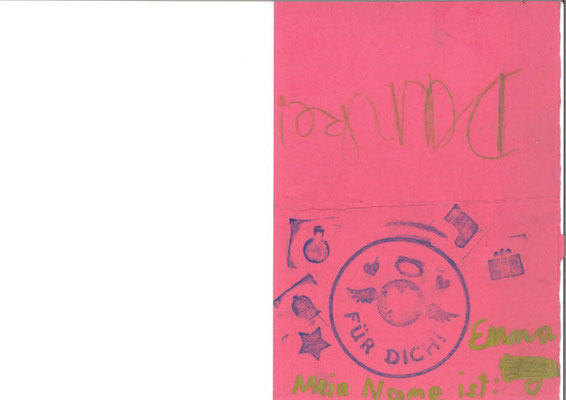 Danke!
FÜR DICH!
Emma
Mein Name ist: